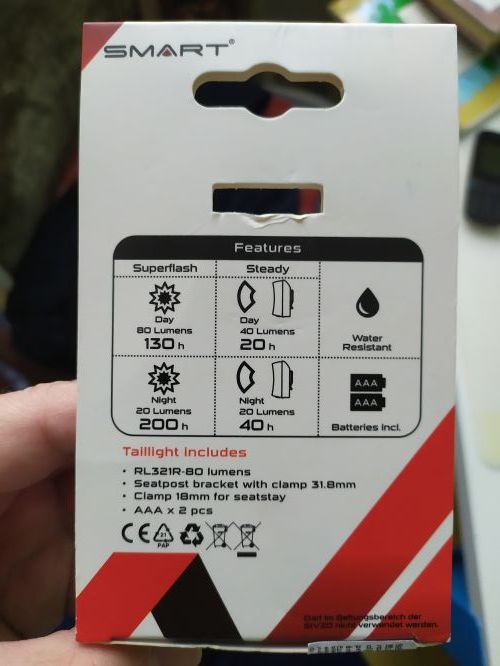 SMART®
Features
Superflash
Steady
Day
80 Lumens
130 h
Day
40 Lumens
20 h
Water
Resistant
Night
20 Lumens
200 h
Night
20 Lumens
40 h
AAA
AAA
Batteries incl.
Taillight includes
• RL321R-80 lumens
• Seatpost bracket with clamp 31.8mm
• Clamp 18mm for seatstay
• AAA x 2 pcs
CE
21
PAP
Darf im Geltungsbereich der
StVZO nicht verwendet werden.